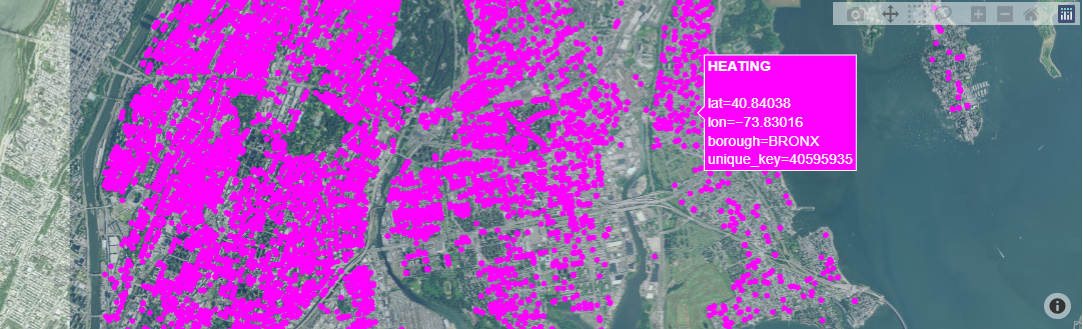 HEATING
lat=40.84038
lon=−73.83016
borough=BRONX
unique_key=40595935